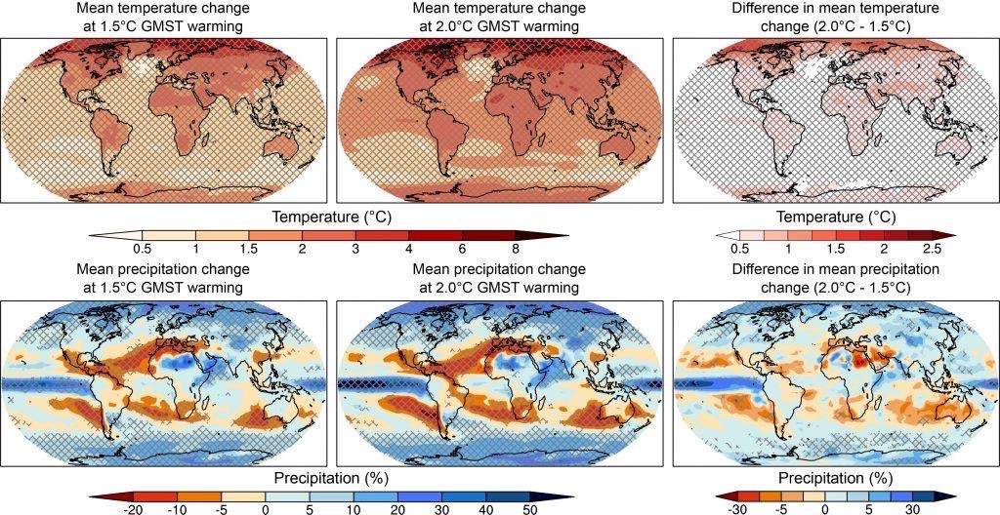 Mean temperature change
at 1.5°C GMST warming
Mean temperature change
at 2.0°C GMST warming
Difference in mean temperature
change (2.0°C - 1.5°C)
Temperature (°C)
0.5 1 1.5 2 3 4 6 8
Temperature (°C)
0.5 1 1.5 2 2.5
Mean precipitation change
at 1.5°C GMST warming
Mean precipitation change
at 2.0°C GMST warming
Difference in mean precipitation
change (2.0°C - 1.5°C)
Precipitation (%)
-20 -10 -5 0 5 10 20 30 40 50
Precipitation (%)
-30 -5 0 5 30